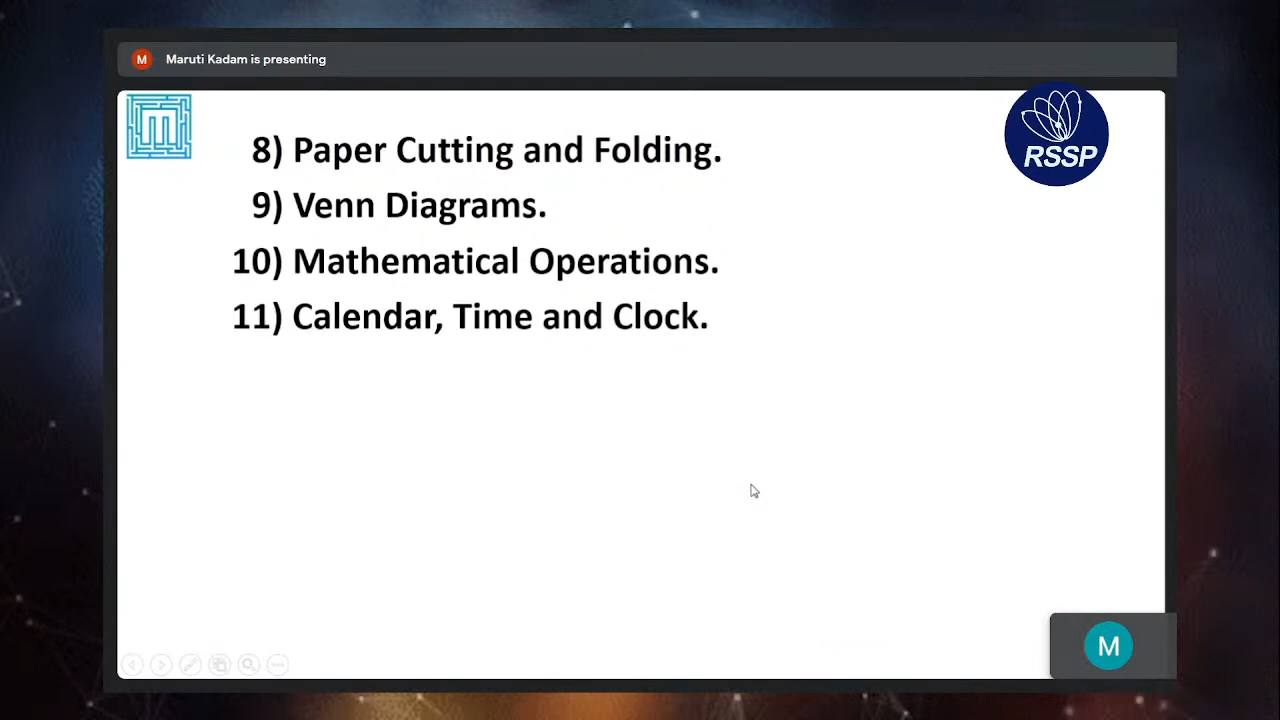 M Maruti Kadam is presenting
m
RSSP
8) Paper Cutting and Folding.
9) Venn Diagrams.
10) Mathematical Operations.
11) Calendar, Time and Clock.
M